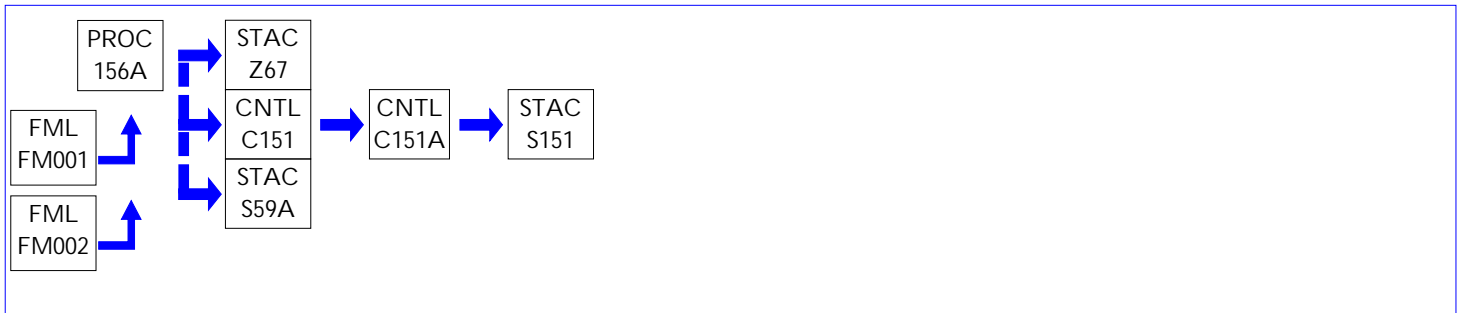 PROC
156A
STAC
Z67
FML
FM001
CNTL
C151
CNTL
C151A
STAC
S151
STAC
S59A
FML
FM002